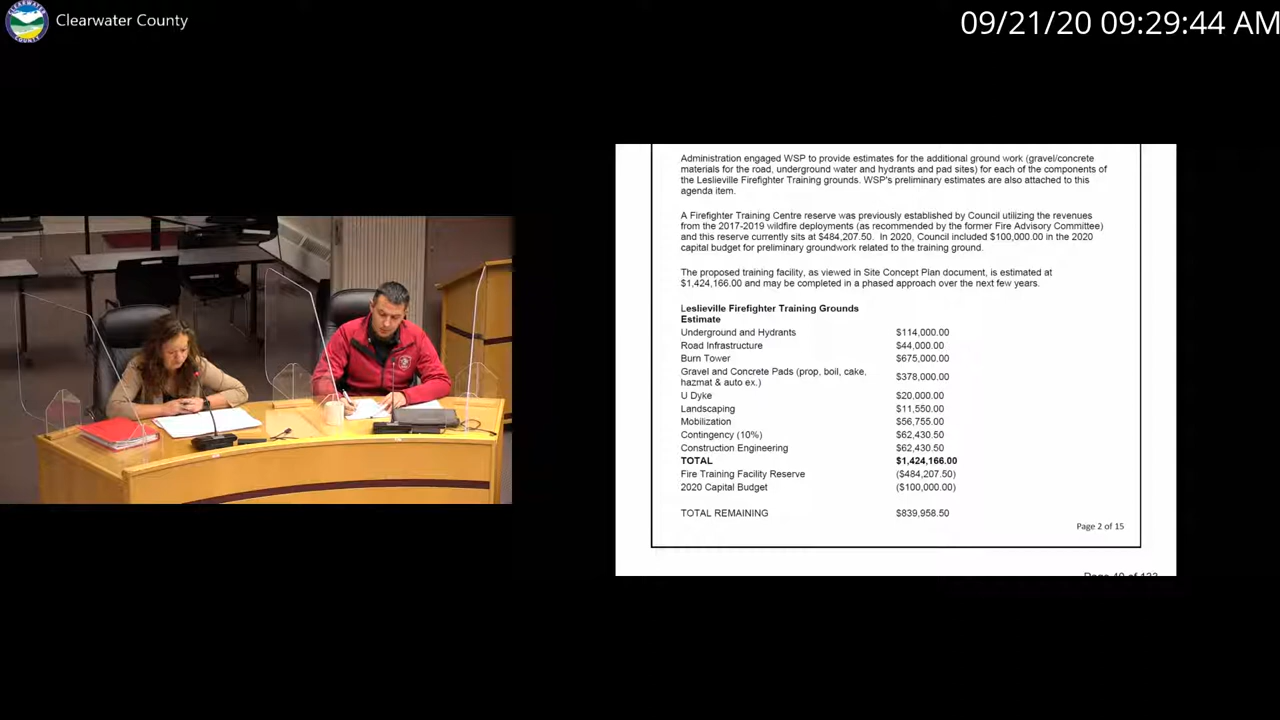 Clearwater County
09/21/20 09:29:44 AM
Administration engaged WSP to provide estimates for the additional ground work (gravel/concrete
materials for the road, underground water and hydrants and pad sites) for each of the components of
the Leslieville Firefighter Training grounds. WSP's preliminary estimates are also attached to this
agenda item.
A Firefighter Training Centre reserve was previously established by Council utilizing the revenues
from the 2017-2019 wildfire deployments (as recommended by the former Fire Advisory Committee)
and this reserve currently sits at $484,207.50. In 2020, Council included $100,000.00 in the 2020
capital budget for preliminary groundwork related to the training ground.
The proposed training facility, as viewed in Site Concept Plan document, is estimated at
$1,424,166.00 and may be completed in a phased approach over the next few years.
Leslieville Firefighter Training Grounds
Estimate
Underground and Hydrants $114,000.00
Road Infrastructure $44,000.00
Burn Tower $675,000.00
Gravel and Concrete Pads (prop, boil, cake,
hazmat & auto ex.) $378,000.00
U Dyke $20,000.00
Landscaping $11,550.00
Mobilization $56,755.00
Contingency (10%) $62,430.50
Construction Engineering $62,430.50
TOTAL $1,424,166.00
Fire Training Facility Reserve ($484,207.50)
2020 Capital Budget ($100,000.00)
TOTAL REMAINING $839,958.50
Page 2 of 15